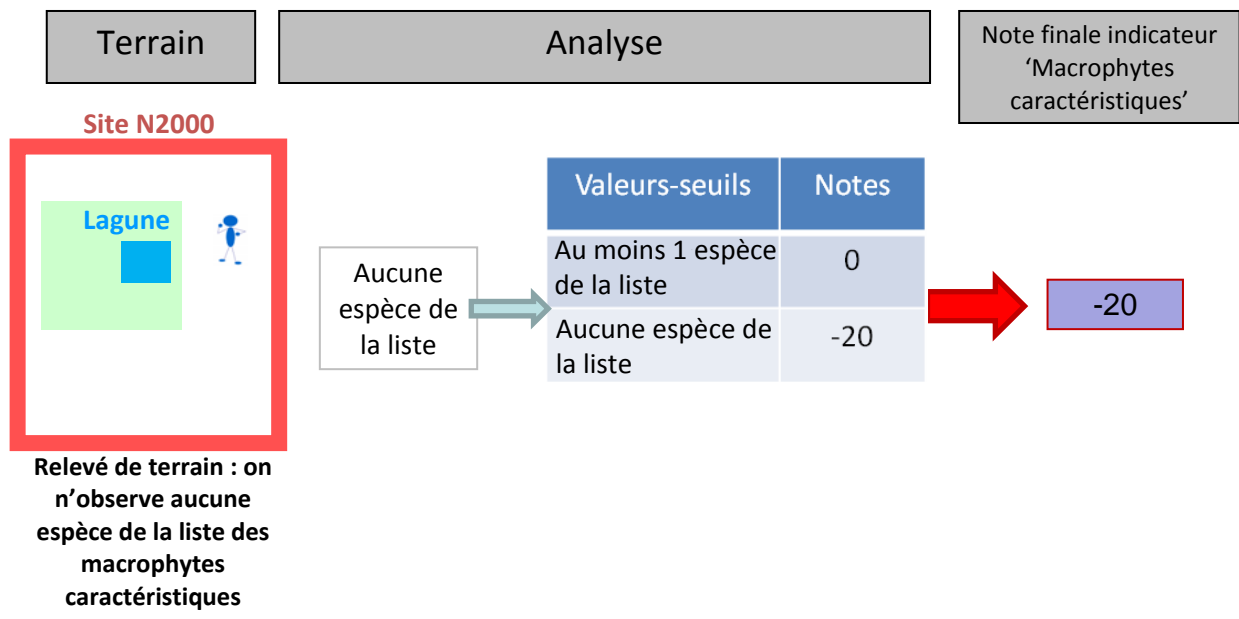 Terrain
Analyse
Note finale indicateur
‘Macrophytes
caractéristiques’
Site N2000
Lagune
Relevé de terrain : on
n’observe aucune
espèce de la liste des
macrophytes
caractéristiques
Aucune
espèce de
la liste
Valeurs-seuils Notes
Au moins 1 espèce
de la liste
0
Aucune espèce de
la liste
-20
-20